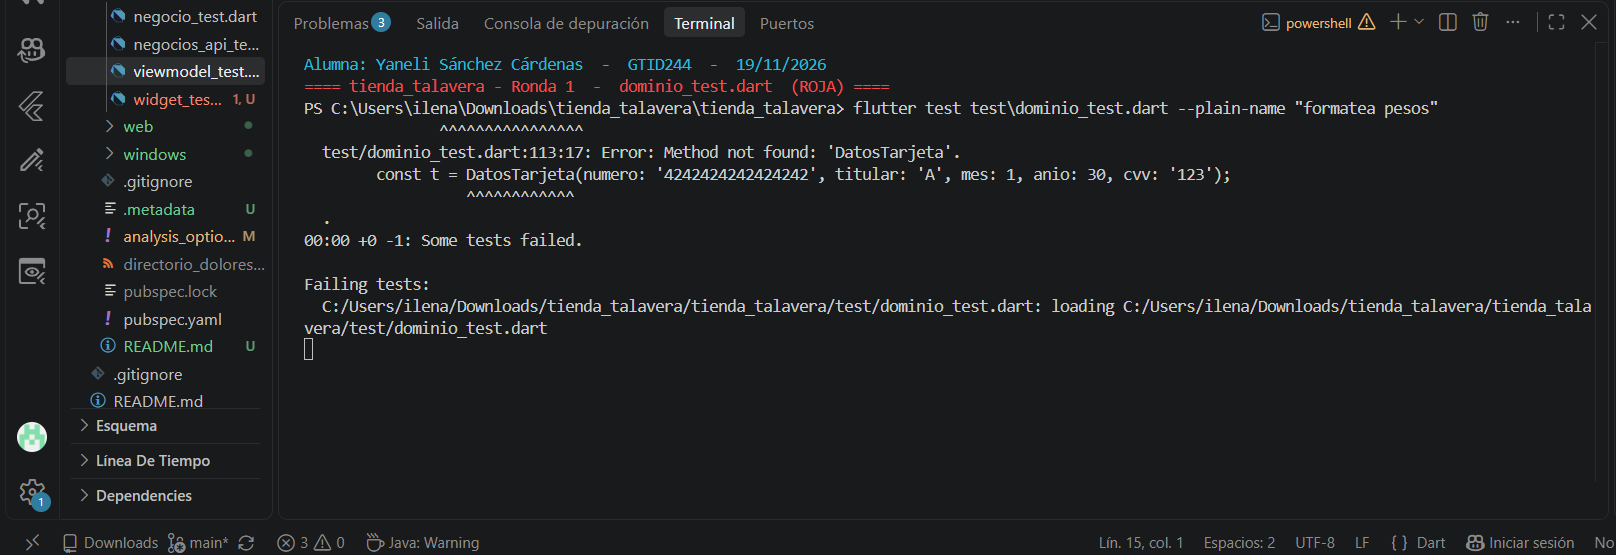 negocio_test.dart
negocios_api_te...
viewmodel_test....
widget_tes... 1, U
web
windows
.gitignore
.metadata U
analysis_optio... M
directorio_dolores...
pubspec.lock
pubspec.yaml
README.md U
.gitignore
README.md
Esquema
Línea De Tiempo
Dependencies
1
Problemas 3 Salida Consola de depuración Terminal Puertos powershell
Alumna: Yaneli Sánchez Cárdenas - GTID244 - 19/11/2026
==== tienda_talavera - Ronda 1 - dominio_test.dart (ROJA) ====
PS C:\Users\ilena\Downloads\tienda_talavera\tienda_talavera> flutter test test\dominio_test.dart --plain-name "formatea pesos"
^^^^^^^^^^^^^^^^
test/dominio_test.dart:113:17: Error: Method not found: 'DatosTarjeta'.
const t = DatosTarjeta(numero: '4242424242424242', titular: 'A', mes: 1, anio: 30, cvv: '123');
^^^^^^^^^^^^
.
00:00 +0 -1: Some tests failed.
Failing tests:
C:/Users/ilena/Downloads/tienda_talavera/tienda_talavera/test/dominio_test.dart: loading C:/Users/ilena/Downloads/tienda_talavera/tienda_tala
vera/test/dominio_test.dart
Downloads main* 3 0 Java: Warning Lín. 15, col. 1 Espacios: 2 UTF-8 LF { } Dart Iniciar sesión No